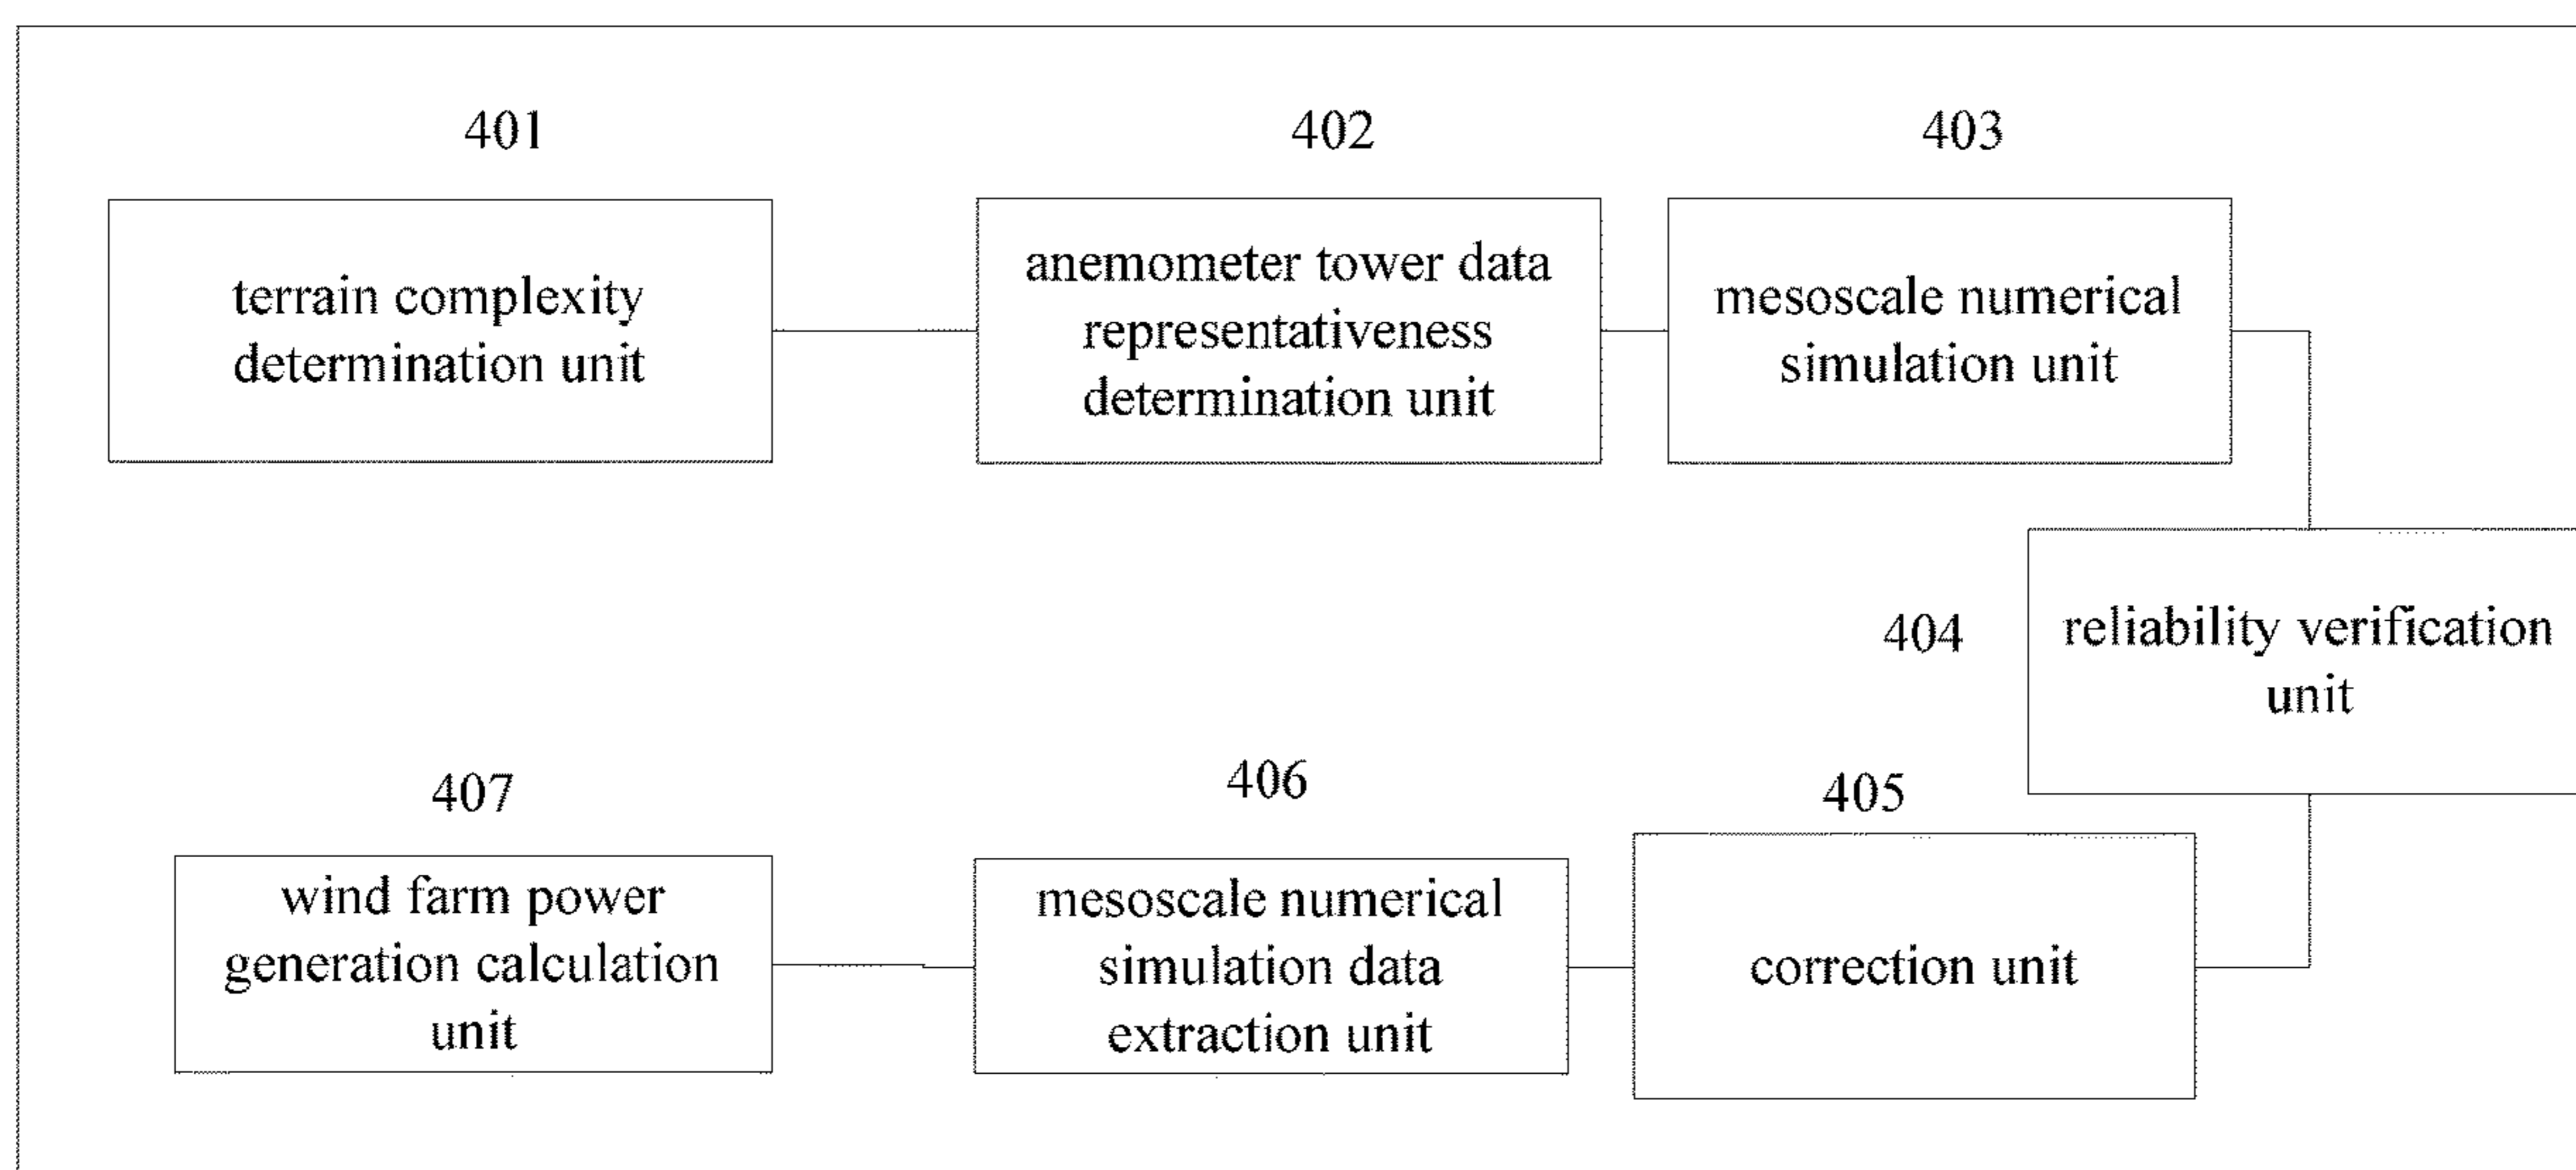 401
402
403
terrain complexity
determination unit
anemometer tower data
representativeness
determination unit
mesoscale numerical
simulation unit
404
reliability verification
unit
407
406
405
wind farm power
generation calculation
unit
mesoscale numerical
simulation data
extraction unit
correction unit